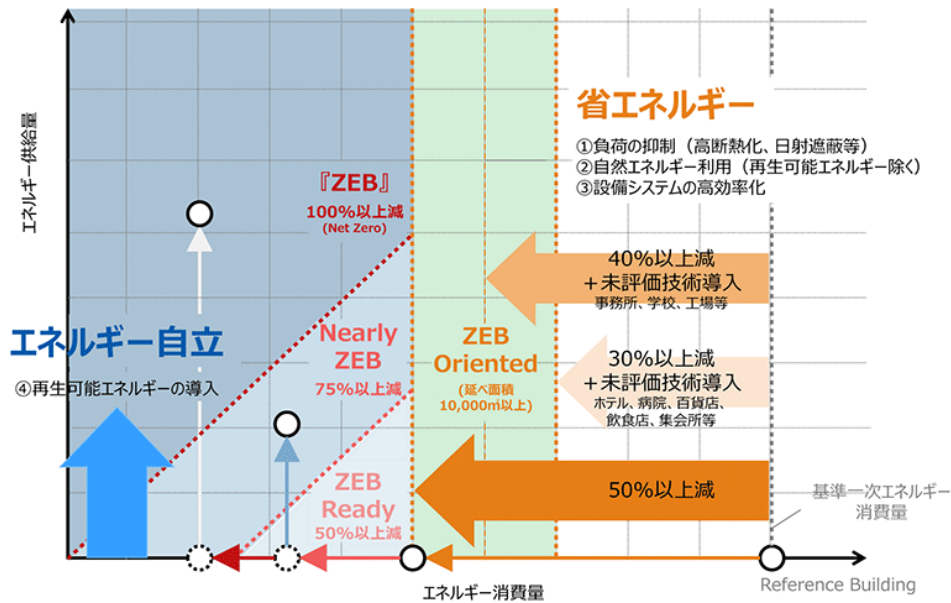 エネルギー供給量
『ZEB』
100%以上減
(Net Zero)
省エネルギー
①負荷の抑制（高断熱化、日射遮蔽等）
②自然エネルギー利用（再生可能エネルギー除く）
③設備システムの高効率化
40%以上減
＋未評価技術導入
事務所、学校、工場等
エネルギー自立
④再生可能エネルギーの導入
Nearly
ZEB
75%以上減
ZEB
Oriented
(延べ面積
10,000㎡以上)
30%以上減
＋未評価技術導入
ホテル、病院、百貨店、
飲食店、集会所等
ZEB
Ready
50%以上減
50%以上減
基準一次エネルギー
消費量
エネルギー消費量
Reference Building